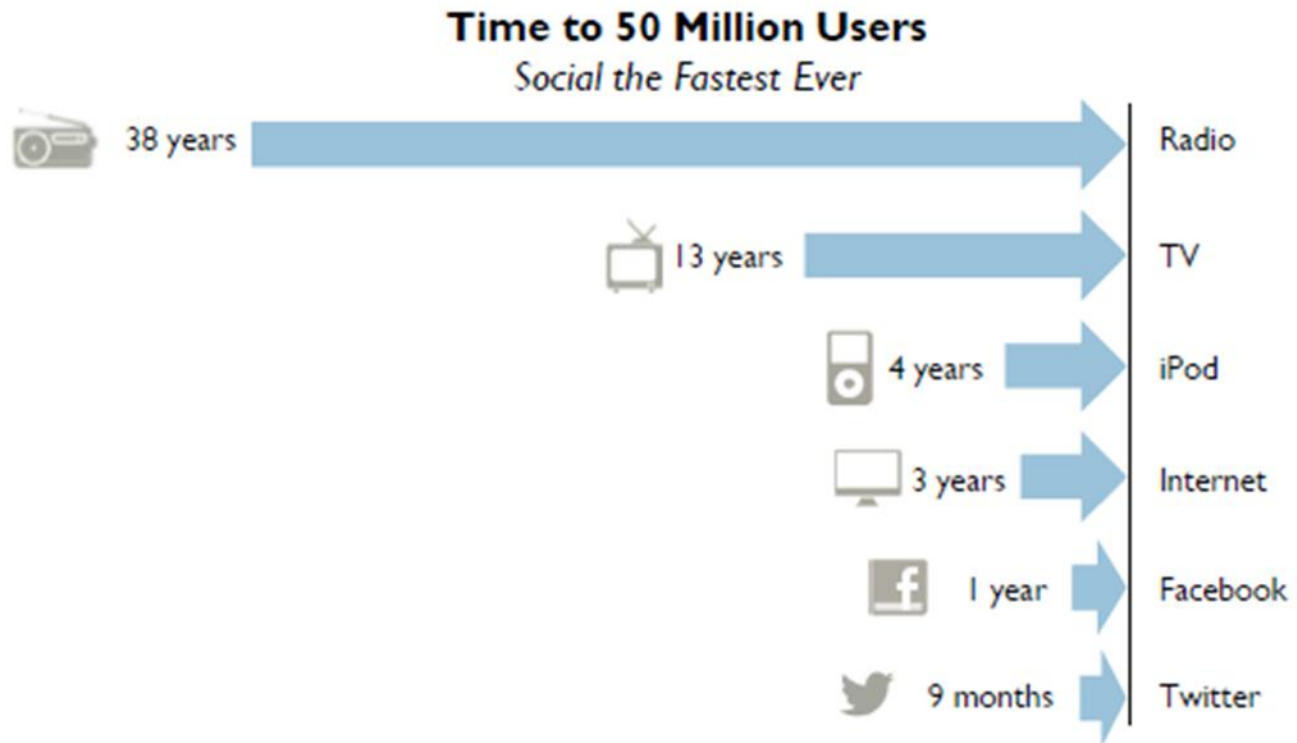 Time to 50 Million Users
Social the Fastest Ever
38 years Radio
13 years TV
4 years iPod
3 years Internet
f 1 year Facebook
9 months Twitter